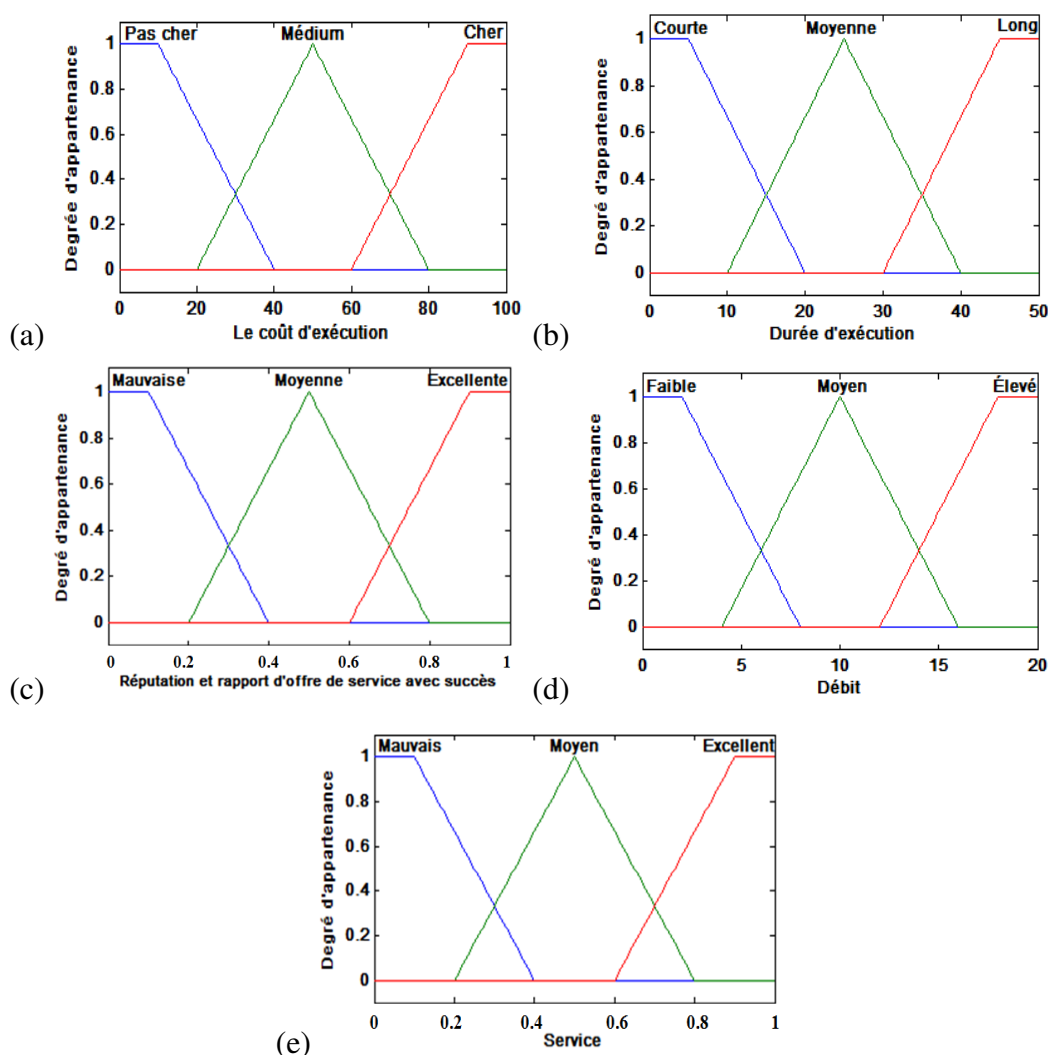 Pas cher Médium Cher
1
0.8
0.6
0.4
0.2
0
Degrée d'appartenance
0 20 40 60 80 100
Le coût d'exécution
(a)
Courte Moyenne Long
1
0.8
0.6
0.4
0.2
0
Degré d'appartenance
0 10 20 30 40 50
Durée d'exécution
(b)
Mauvaise Moyenne Excellente
1
0.8
0.6
0.4
0.2
0
Degré d'appartenance
0 0.2 0.4 0.6 0.8 1
Réputation et rapport d'offre de service avec succès
(c)
Faible Moyen Élevé
1
0.8
0.6
0.4
0.2
0
Degré d'appartenance
0 5 10 15 20
Débit
(d)
Mauvais Moyen Excellent
1
0.8
0.6
0.4
0.2
0
Degré d'appartenance
0 0.2 0.4 0.6 0.8 1
Service
(e)